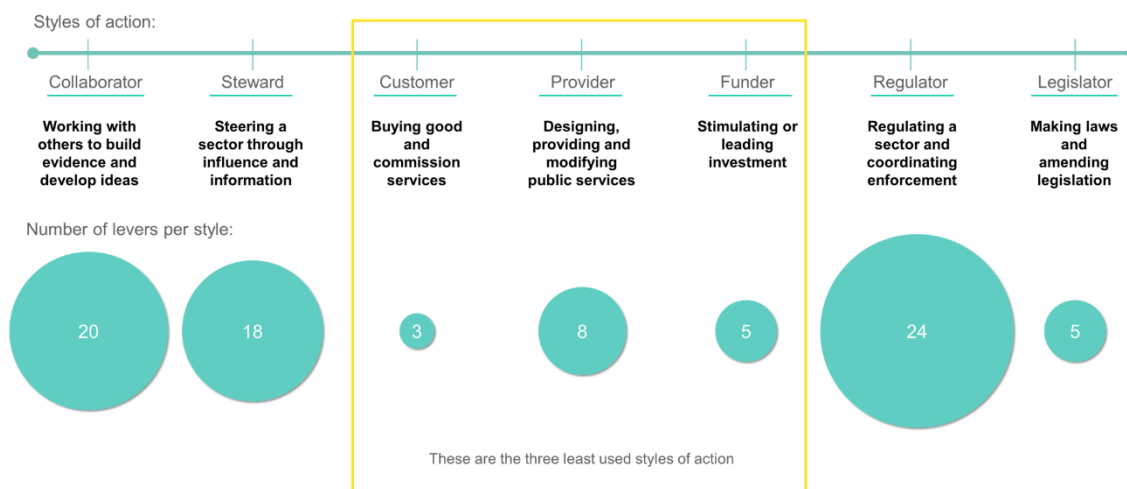 Styles of action:
Collaborator
Steward
Customer
Provider
Funder
Regulator
Legislator
Working with
others to build
evidence and
develop ideas
Steering a
sector through
influence and
information
Buying good
and
commission
services
Designing,
providing and
modifying
public services
Stimulating or
leading
investment
Regulating a
sector and
coordinating
enforcement
Making laws
and
amending
legislation
Number of levers per style:
20
18
3
8
5
24
5
These are the three least used styles of action